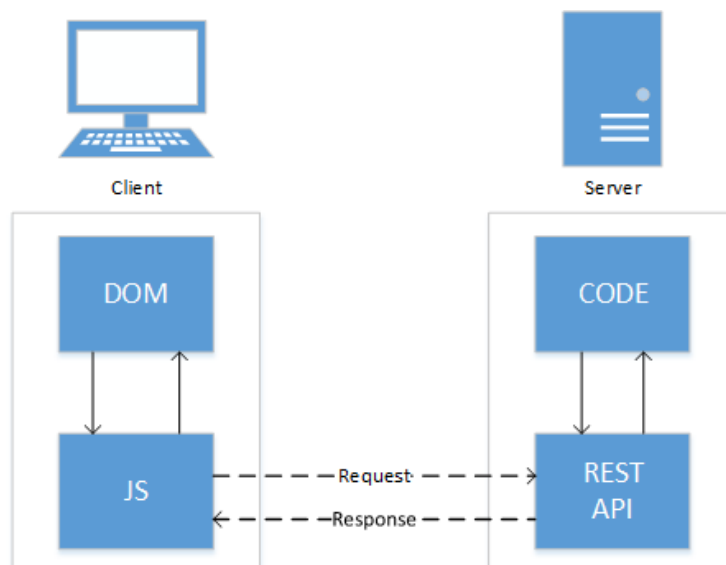 Client
Server
DOM
CODE
JS
Request
Response
REST
API